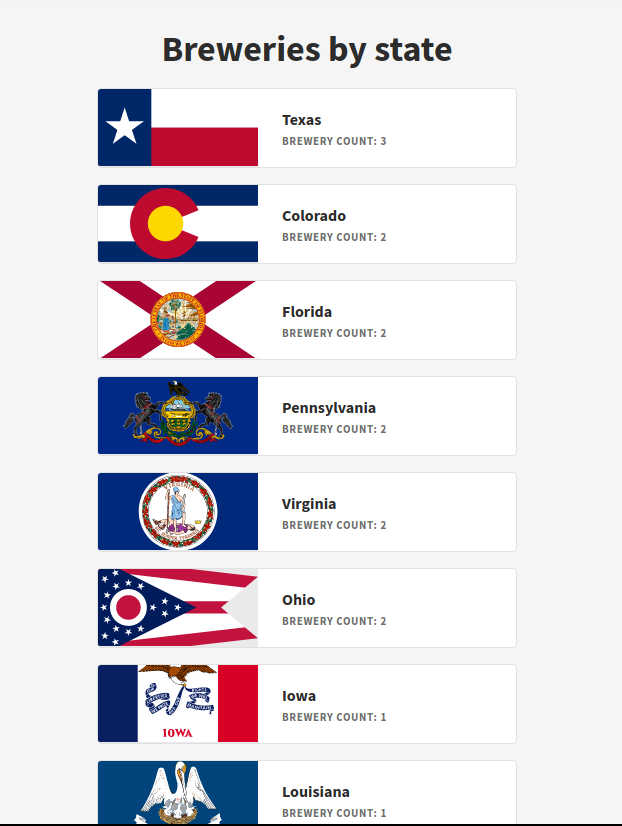 Breweries by state
Texas
BREWERY COUNT: 3
Colorado
BREWERY COUNT: 2
Florida
BREWERY COUNT: 2
Pennsylvania
BREWERY COUNT: 2
VIRGINIA
Virginia
BREWERY COUNT: 2
Ohio
BREWERY COUNT: 2
IOWA
Iowa
BREWERY COUNT: 1
Louisiana
BREWERY COUNT: 1